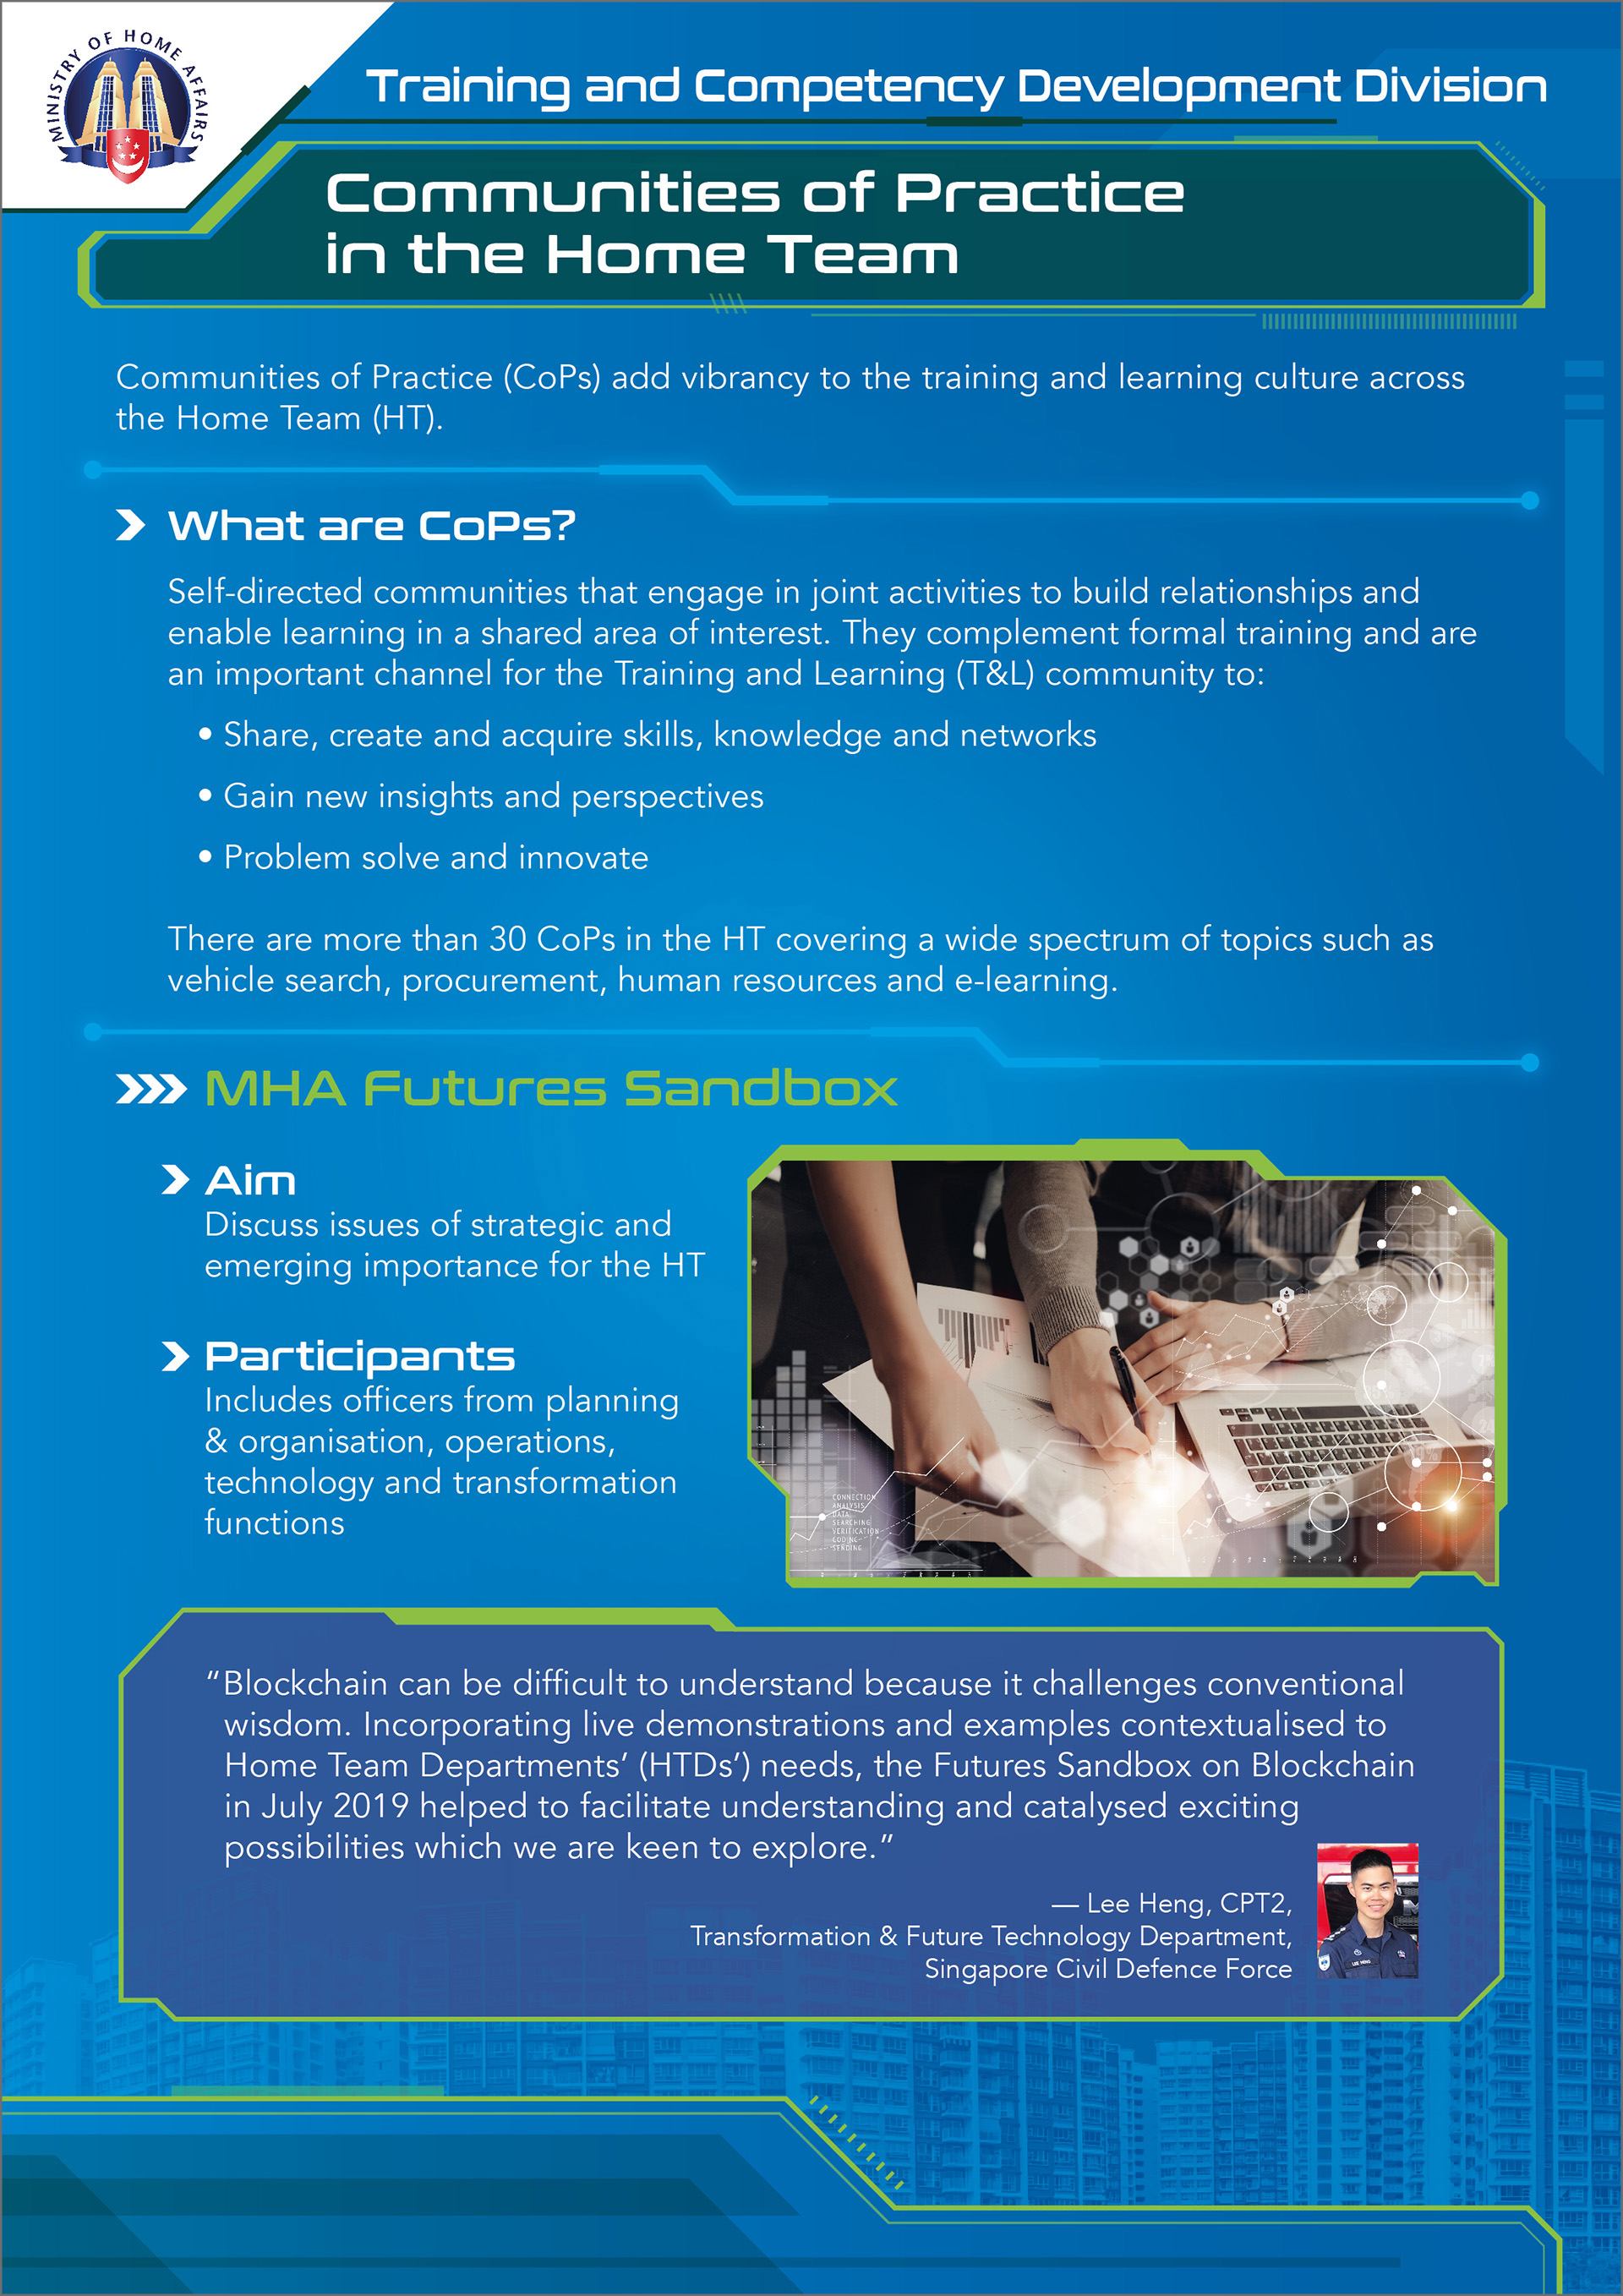 MINISTRY OF HOME AFFAIRS
Training and Competency Development Division
Communities of Practice
in the Home Team
Communities of Practice (CoPs) add vibrancy to the training and learning culture across
the Home Team (HT).
What are CoPs?
Self-directed communities that engage in joint activities to build relationships and
enable learning in a shared area of interest. They complement formal training and are
an important channel for the Training and Learning (T&L) community to:
• Share, create and acquire skills, knowledge and networks
• Gain new insights and perspectives
• Problem solve and innovate
There are more than 30 CoPs in the HT covering a wide spectrum of topics such as
vehicle search, procurement, human resources and e-learning.
MHA Futures Sandbox
Aim
Discuss issues of strategic and
emerging importance for the HT
Participants
Includes officers from planning
& organisation, operations,
technology and transformation
functions
CONNECTION
ANALYSIS
DATA
SEARCHING
VERIFICATION
CODING
SENDING
“Blockchain can be difficult to understand because it challenges conventional
wisdom. Incorporating live demonstrations and examples contextualised to
Home Team Departments’ (HTDs’) needs, the Futures Sandbox on Blockchain
in July 2019 helped to facilitate understanding and catalysed exciting
possibilities which we are keen to explore.”
— Lee Heng, CPT2,
Transformation & Future Technology Department,
Singapore Civil Defence Force
LEE HENG